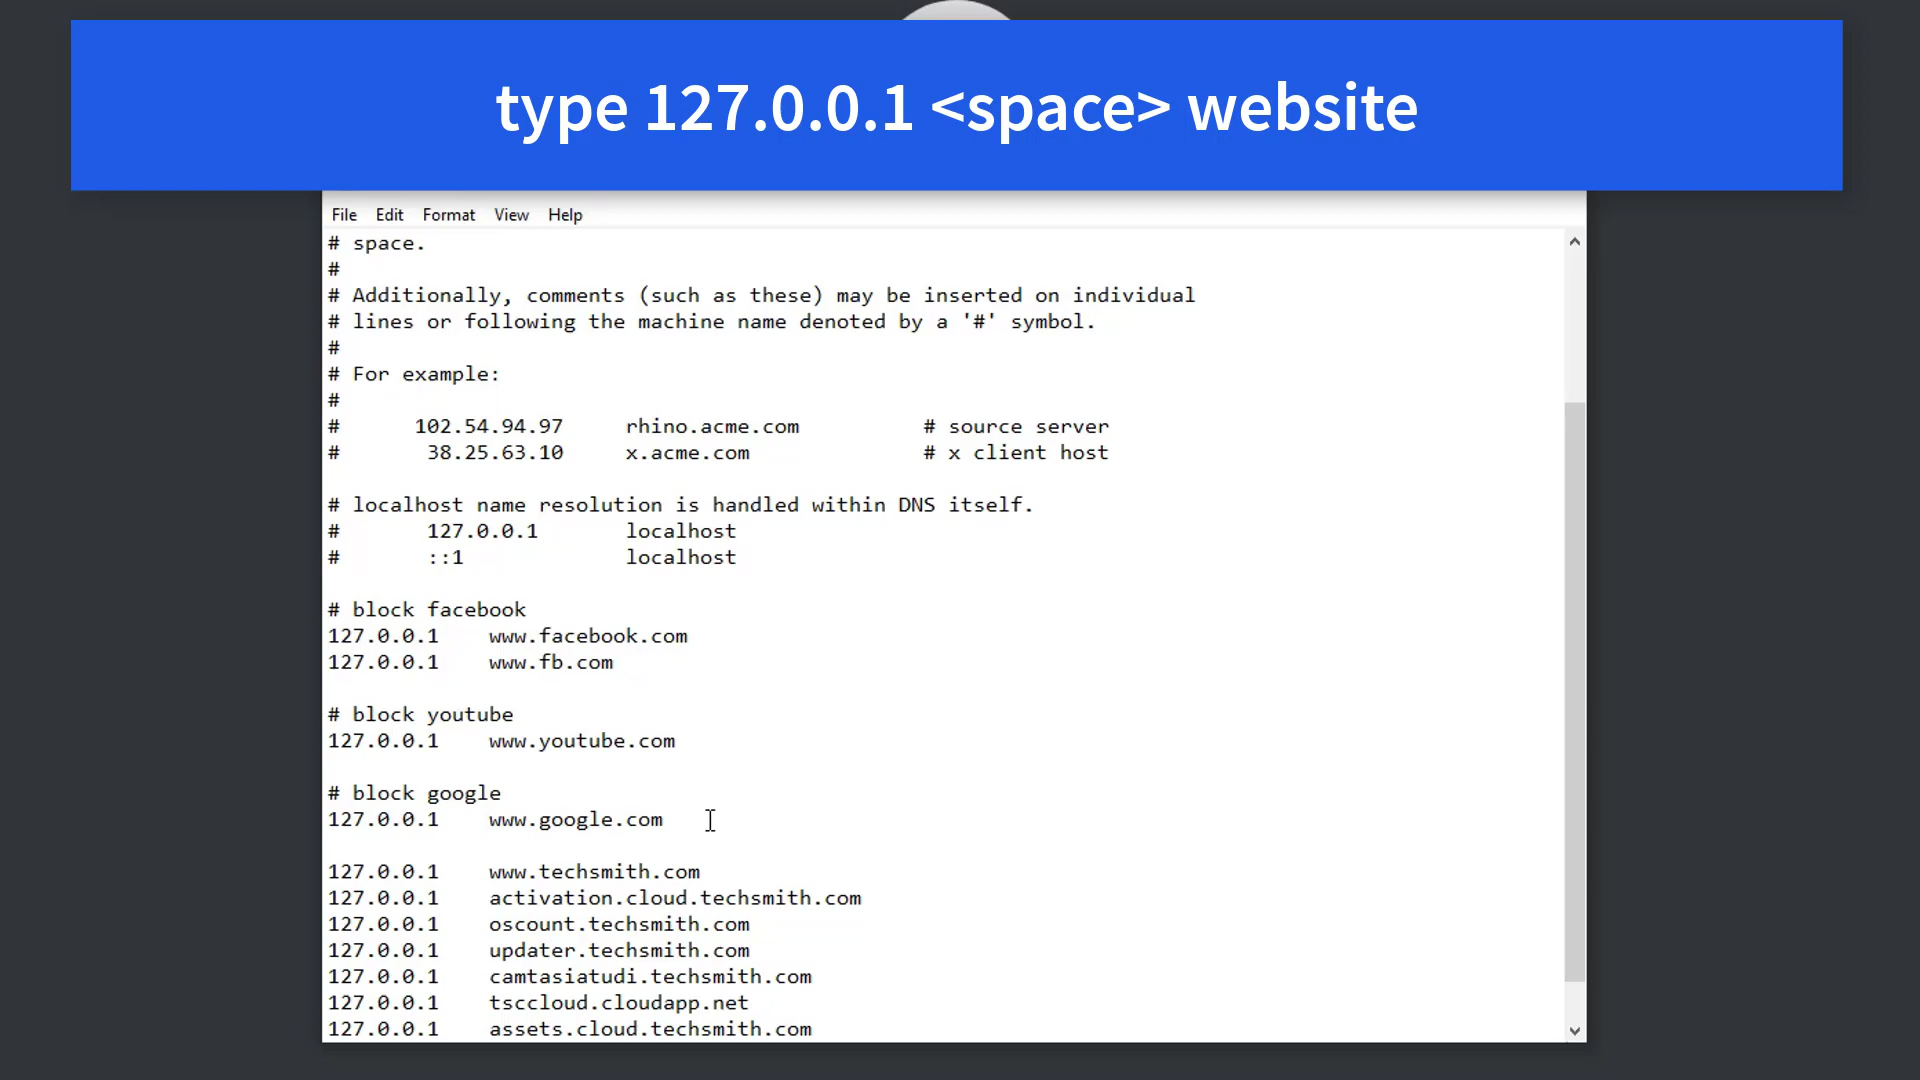 type 127.0.0.1 <space> website
File Edit Format View Help
# space.
#
# Additionally, comments (such as these) may be inserted on individual
# lines or following the machine name denoted by a '#' symbol.
#
# For example:
#
#      102.54.94.97     rhino.acme.com          # source server
#       38.25.63.10     x.acme.com              # x client host

# localhost name resolution is handled within DNS itself.
#       127.0.0.1       localhost
#       ::1             localhost

# block facebook
127.0.0.1    www.facebook.com
127.0.0.1    www.fb.com

# block youtube
127.0.0.1    www.youtube.com

# block google
127.0.0.1    www.google.com

127.0.0.1    www.techsmith.com
127.0.0.1    activation.cloud.techsmith.com
127.0.0.1    oscount.techsmith.com
127.0.0.1    updater.techsmith.com
127.0.0.1    camtasiatudi.techsmith.com
127.0.0.1    tsccloud.cloudapp.net
127.0.0.1    assets.cloud.techsmith.com